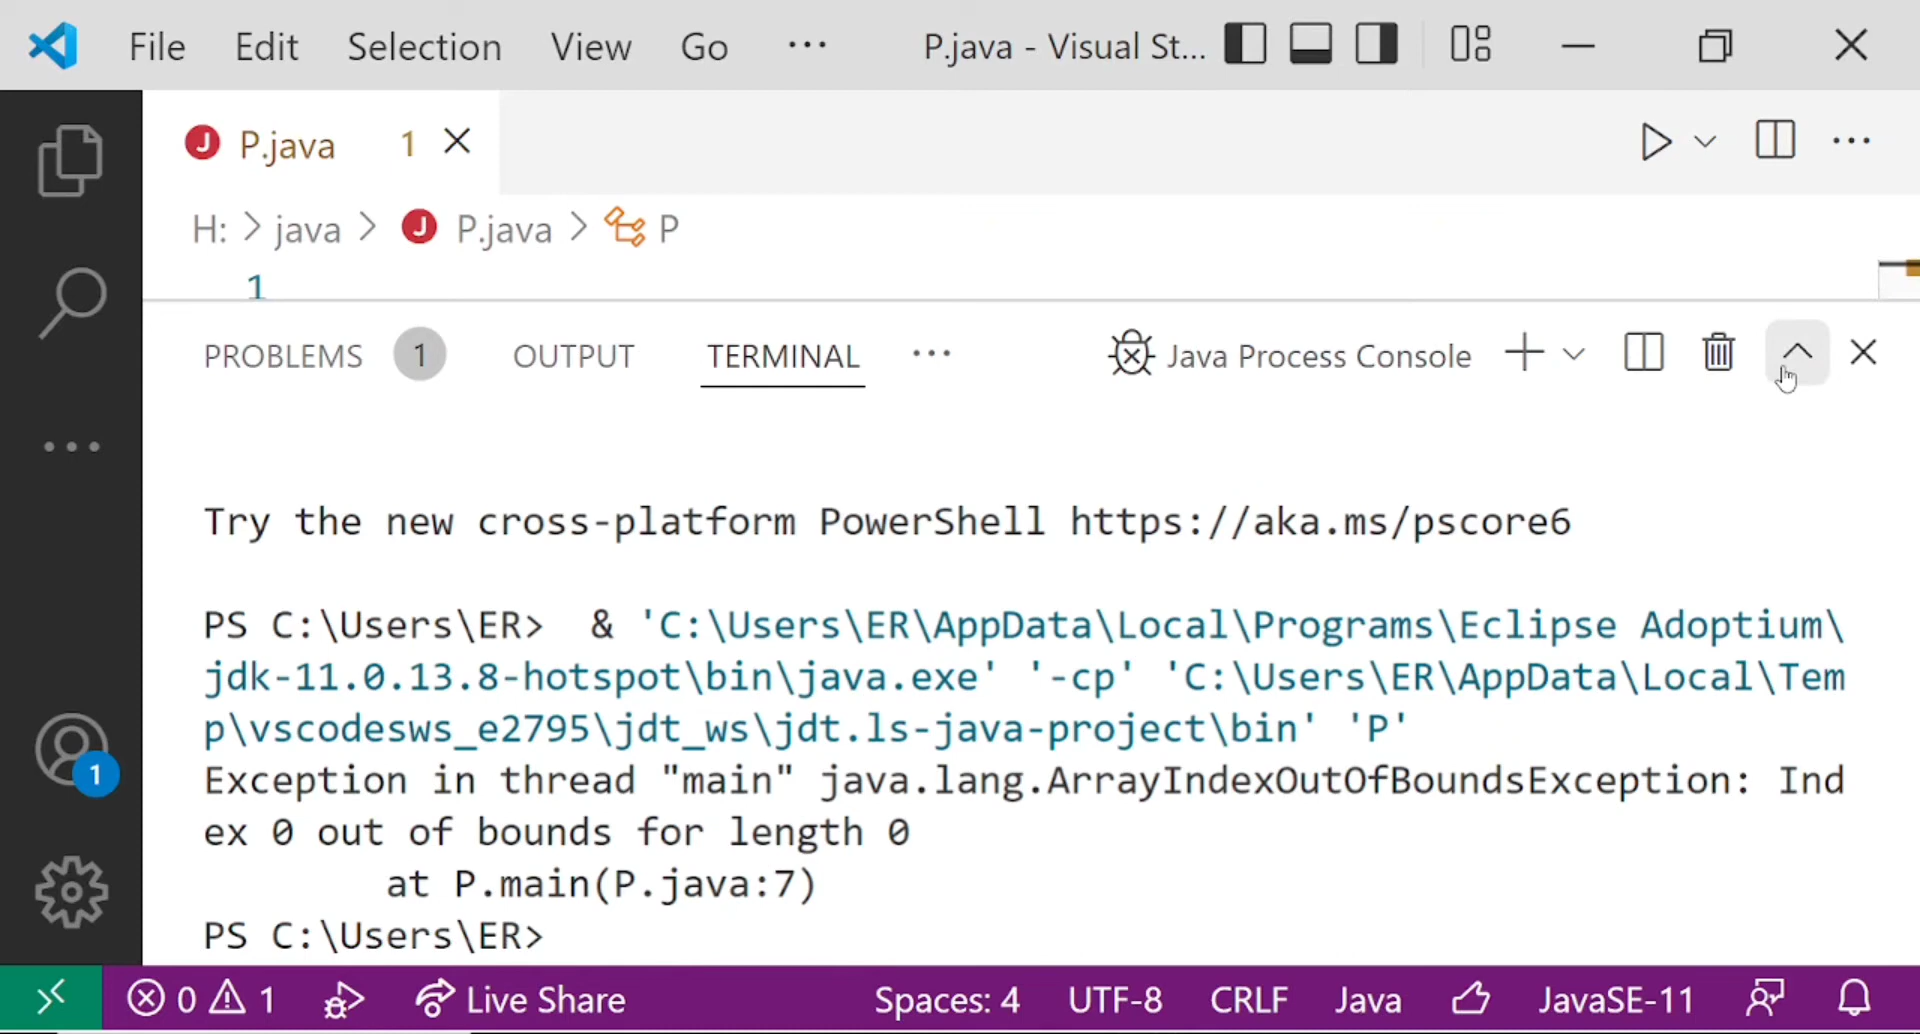 File Edit Selection View Go ... P.java - Visual St...
J P.java 1
H: > java > J P.java > P
1
PROBLEMS 1 OUTPUT TERMINAL ... Java Process Console
Try the new cross-platform PowerShell https://aka.ms/pscore6
PS C:\Users\ER>  & 'C:\Users\ER\AppData\Local\Programs\Eclipse Adoptium\
jdk-11.0.13.8-hotspot\bin\java.exe' '-cp' 'C:\Users\ER\AppData\Local\Tem
p\vscodesws_e2795\jdt_ws\jdt.ls-java-project\bin' 'P'
Exception in thread "main" java.lang.ArrayIndexOutOfBoundsException: Ind
ex 0 out of bounds for length 0
        at P.main(P.java:7)
PS C:\Users\ER>
1
0 1 Live Share Spaces: 4 UTF-8 CRLF Java JavaSE-11